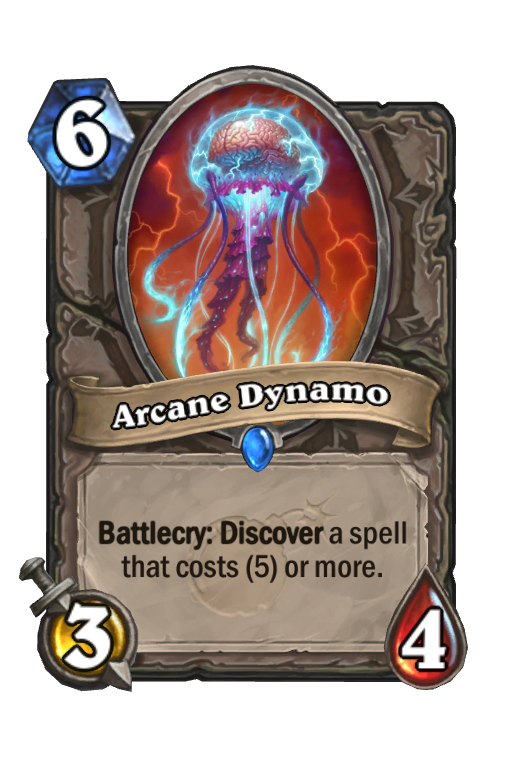 6
Arcane Dynamo
Battlecry: Discover a spell
that costs (5) or more.
3
4